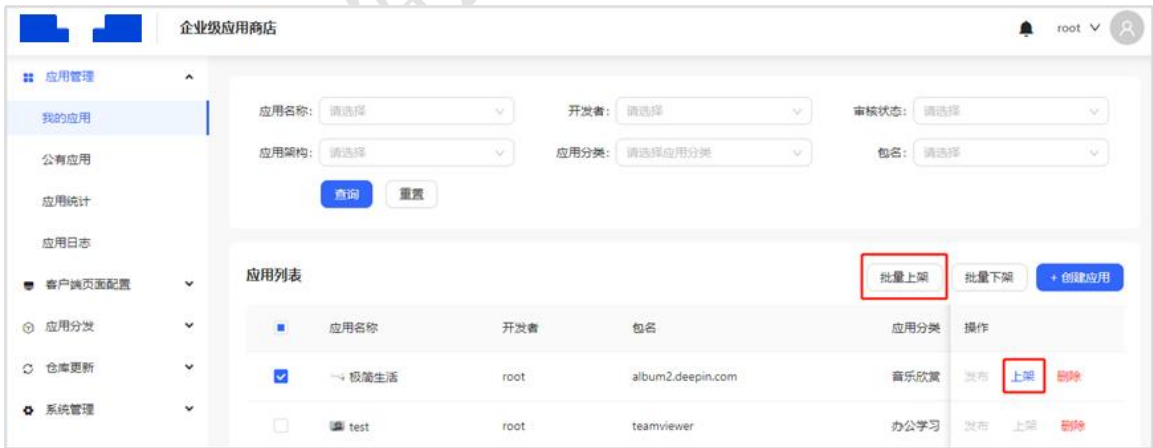 企业级应用商店
root
应用管理
我的应用
公有应用
应用统计
应用日志
客户端页面配置
应用分发
仓库更新
系统管理
应用名称: 请选择 开发者: 请选择 审核状态: 请选择
应用架构: 请选择 应用分类: 请选择应用分类 包名: 请选择
查询 重置
应用列表 批量上架 批量下架 + 创建应用
应用名称 开发者 包名 应用分类 操作
极简生活 root album2.deepin.com 音乐欣赏 发布 上架 删除
test root teamviewer 办公学习 发布 上架 删除